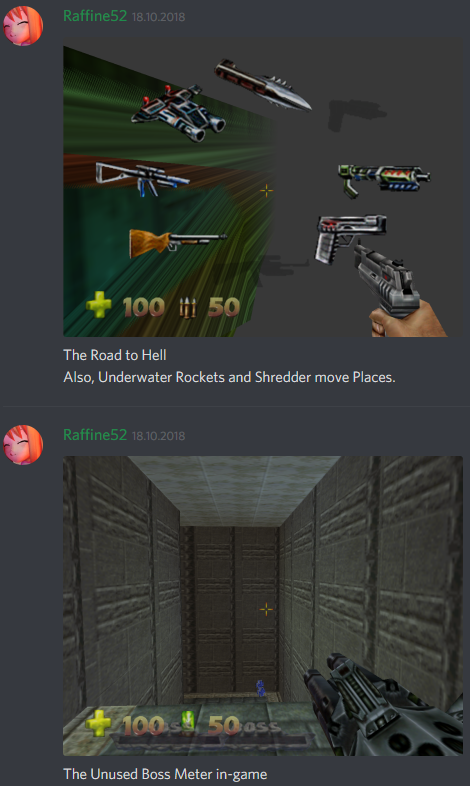 Raffine52 18.10.2018
100 50
The Road to Hell
Also, Underwater Rockets and Shredder move Places.
Raffine52 18.10.2018
100 50
The Unused Boss Meter in-game